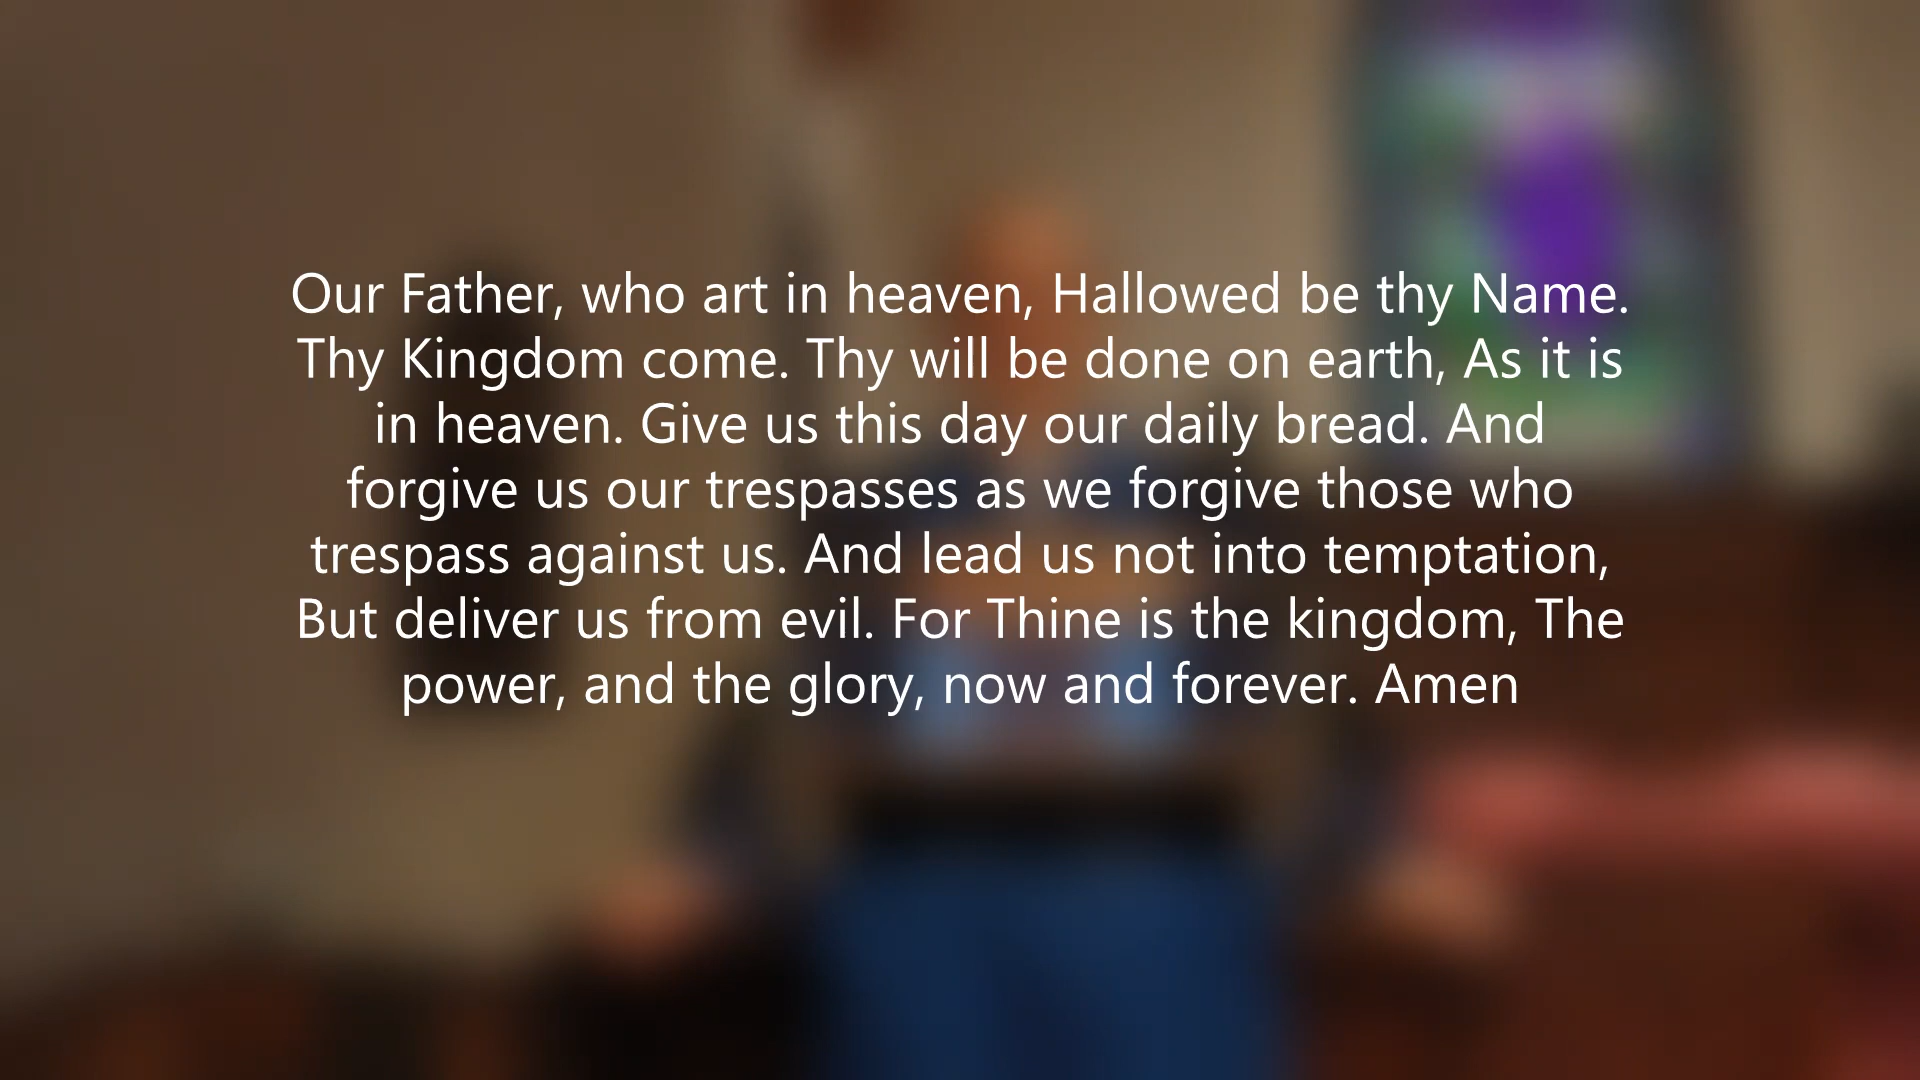 Our Father, who art in heaven, Hallowed be thy Name.
Thy Kingdom come. Thy will be done on earth, As it is
in heaven. Give us this day our daily bread. And
forgive us our trespasses as we forgive those who
trespass against us. And lead us not into temptation,
But deliver us from evil. For Thine is the kingdom, The
power, and the glory, now and forever. Amen